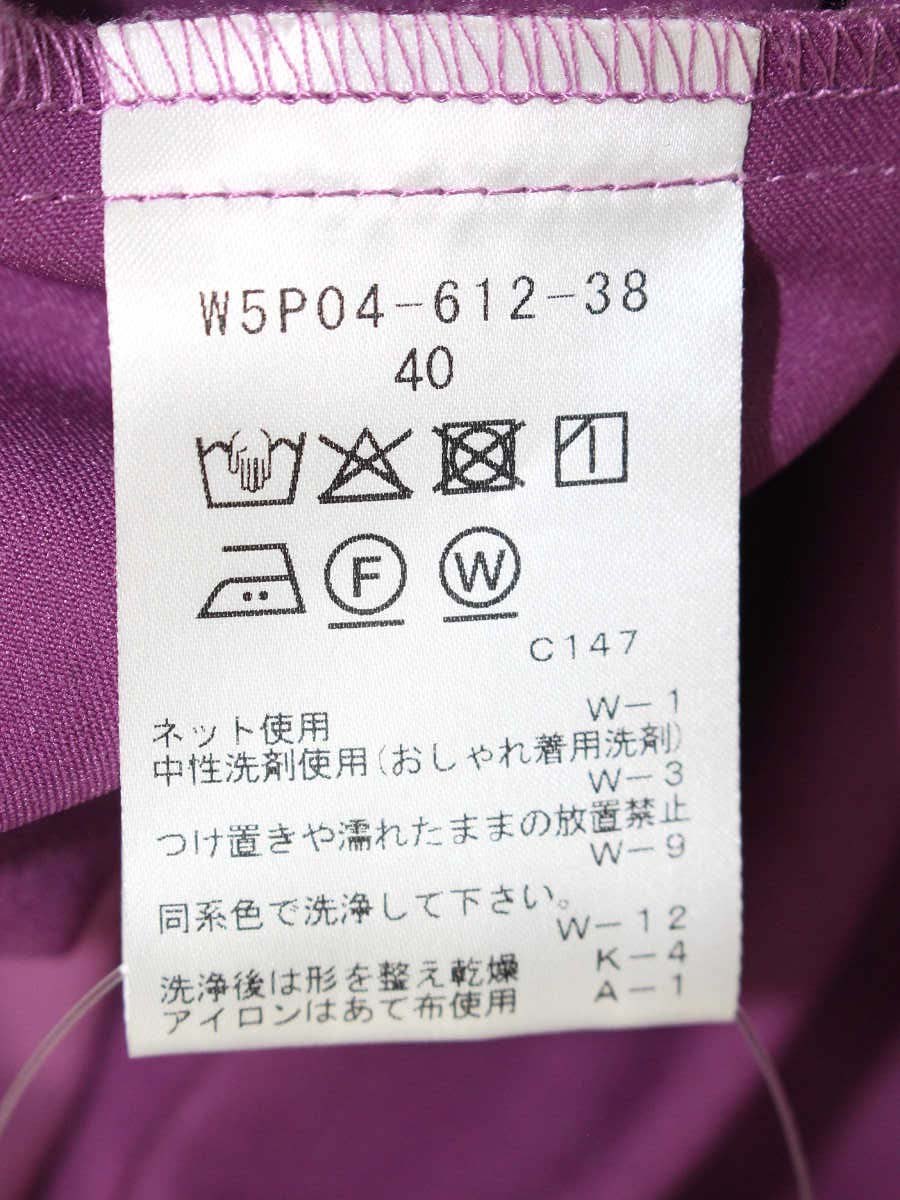 W5P04-612-38
40
F W
C147
ネット使用 W-1
中性洗剤使用(おしゃれ着用洗剤)
W-3
つけ置きや濡れたままの放置禁止
W-9
同系色で洗浄して下さい。
W-12
洗浄後は形を整え乾燥 K-4
アイロンはあて布使用 A-1